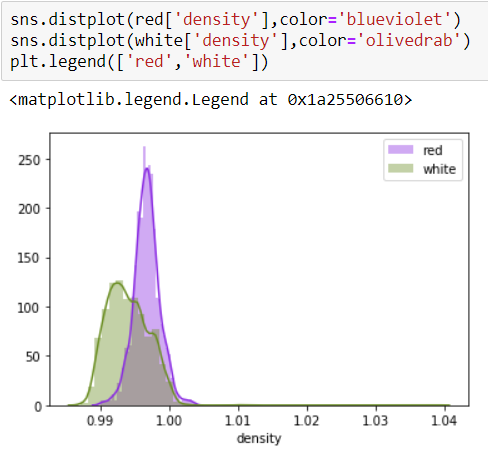 sns.distplot(red['density'],color='blueviolet')
sns.distplot(white['density'],color='olivedrab')
plt.legend(['red','white'])
<matplotlib.legend.Legend at 0x1a25506610>
250
200
150
100
50
0
red
white
0.99 1.00 1.01 1.02 1.03 1.04
density